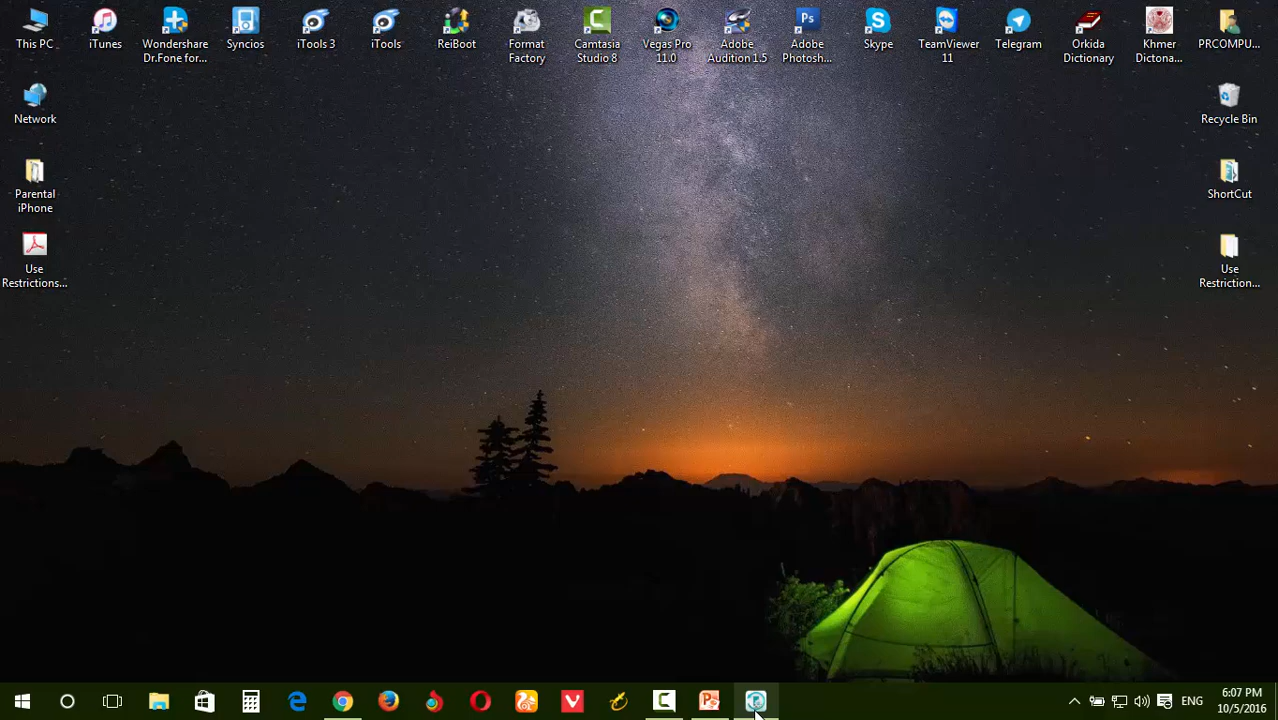 This PC
iTunes
Wondershare
Dr.Fone for...
Syncios
iTools 3
iTools
ReiBoot
Format
Factory
Camtasia
Studio 8
Vegas Pro
11.0
Adobe
Audition 1.5
Adobe
Photosh...
Skype
TeamViewer
11
Telegram
Orkida
Dictionary
Khmer
Dictona...
PRCOMPU...
Network
Recycle Bin
Parental
iPhone
ShortCut
Use
Restrictions...
Use
Restriction...
ENG
6:07 PM
10/5/2016